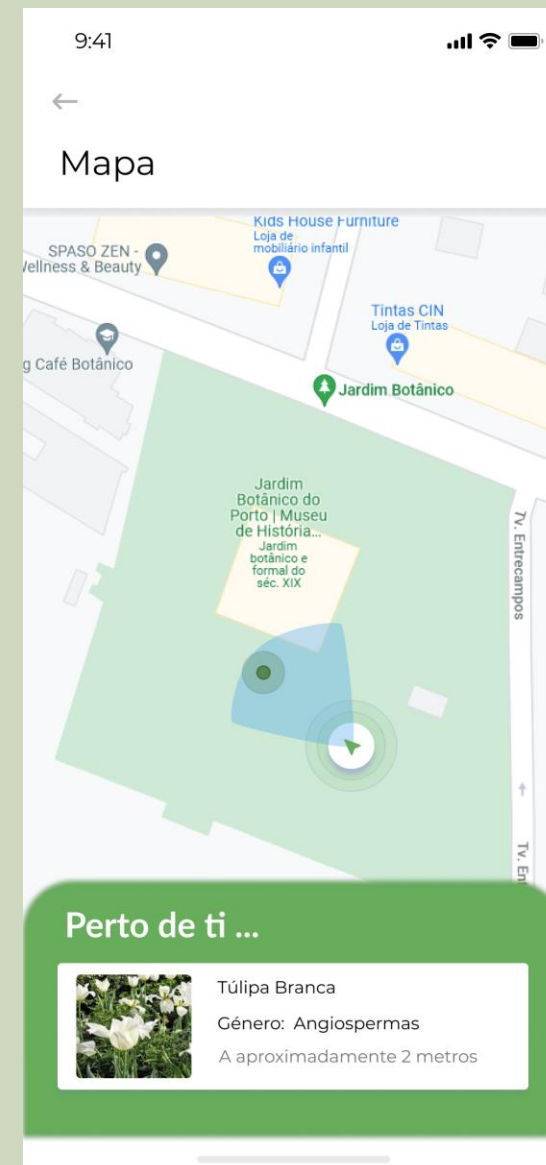 9:41
Mapa
Kids House Furniture
Loja de
mobiliário infantil
SPASO ZEN -
Wellness & Beauty
Tintas CIN
Loja de Tintas
g Café Botânico
Jardim Botânico
Jardim
Botânico do
Porto | Museu
de História...
Jardim
botânico e
formal do
séc. XIX
Tv. Entrecampos
Tv. Ent
Perto de ti ...
Túlipa Branca
Género: Angiospermas
A aproximadamente 2 metros